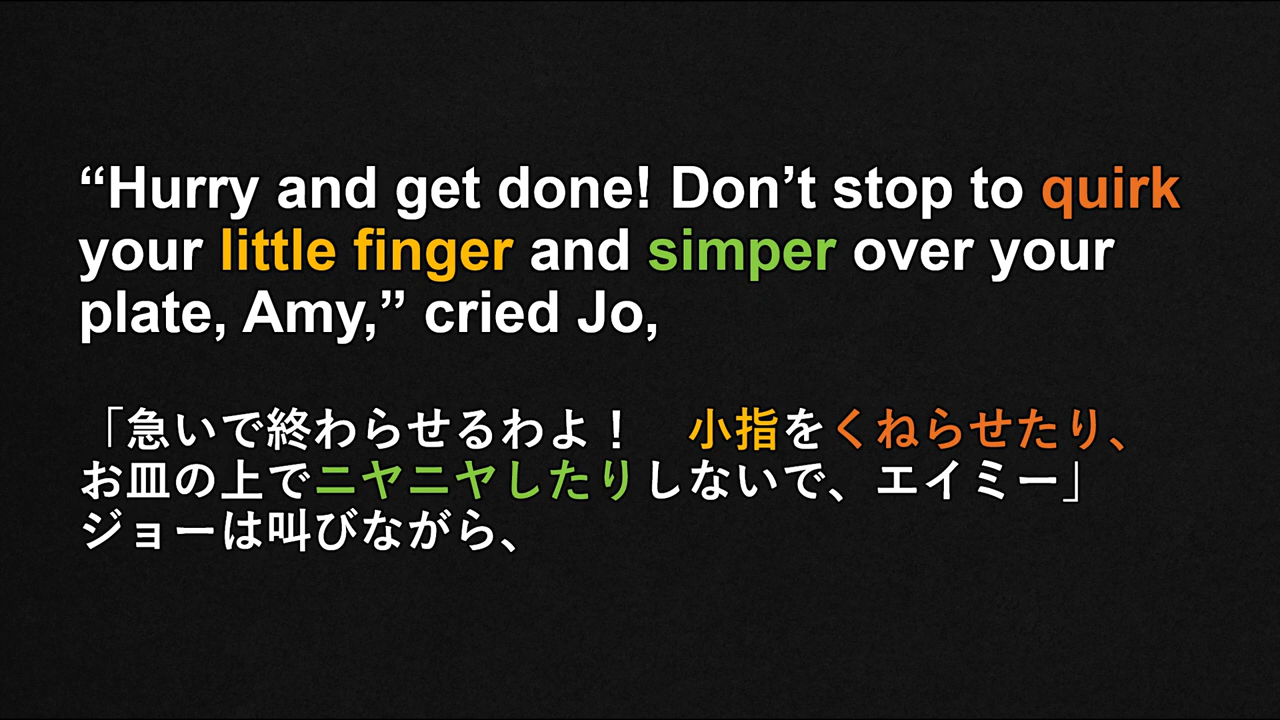 “Hurry and get done! Don’t stop to quirk
your little finger and simper over your
plate, Amy,” cried Jo,
「急いで終わらせるわよ！　小指をくねらせたり、
お皿の上でニヤニヤしたりしないで、エイミー」
ジョーは叫びながら、